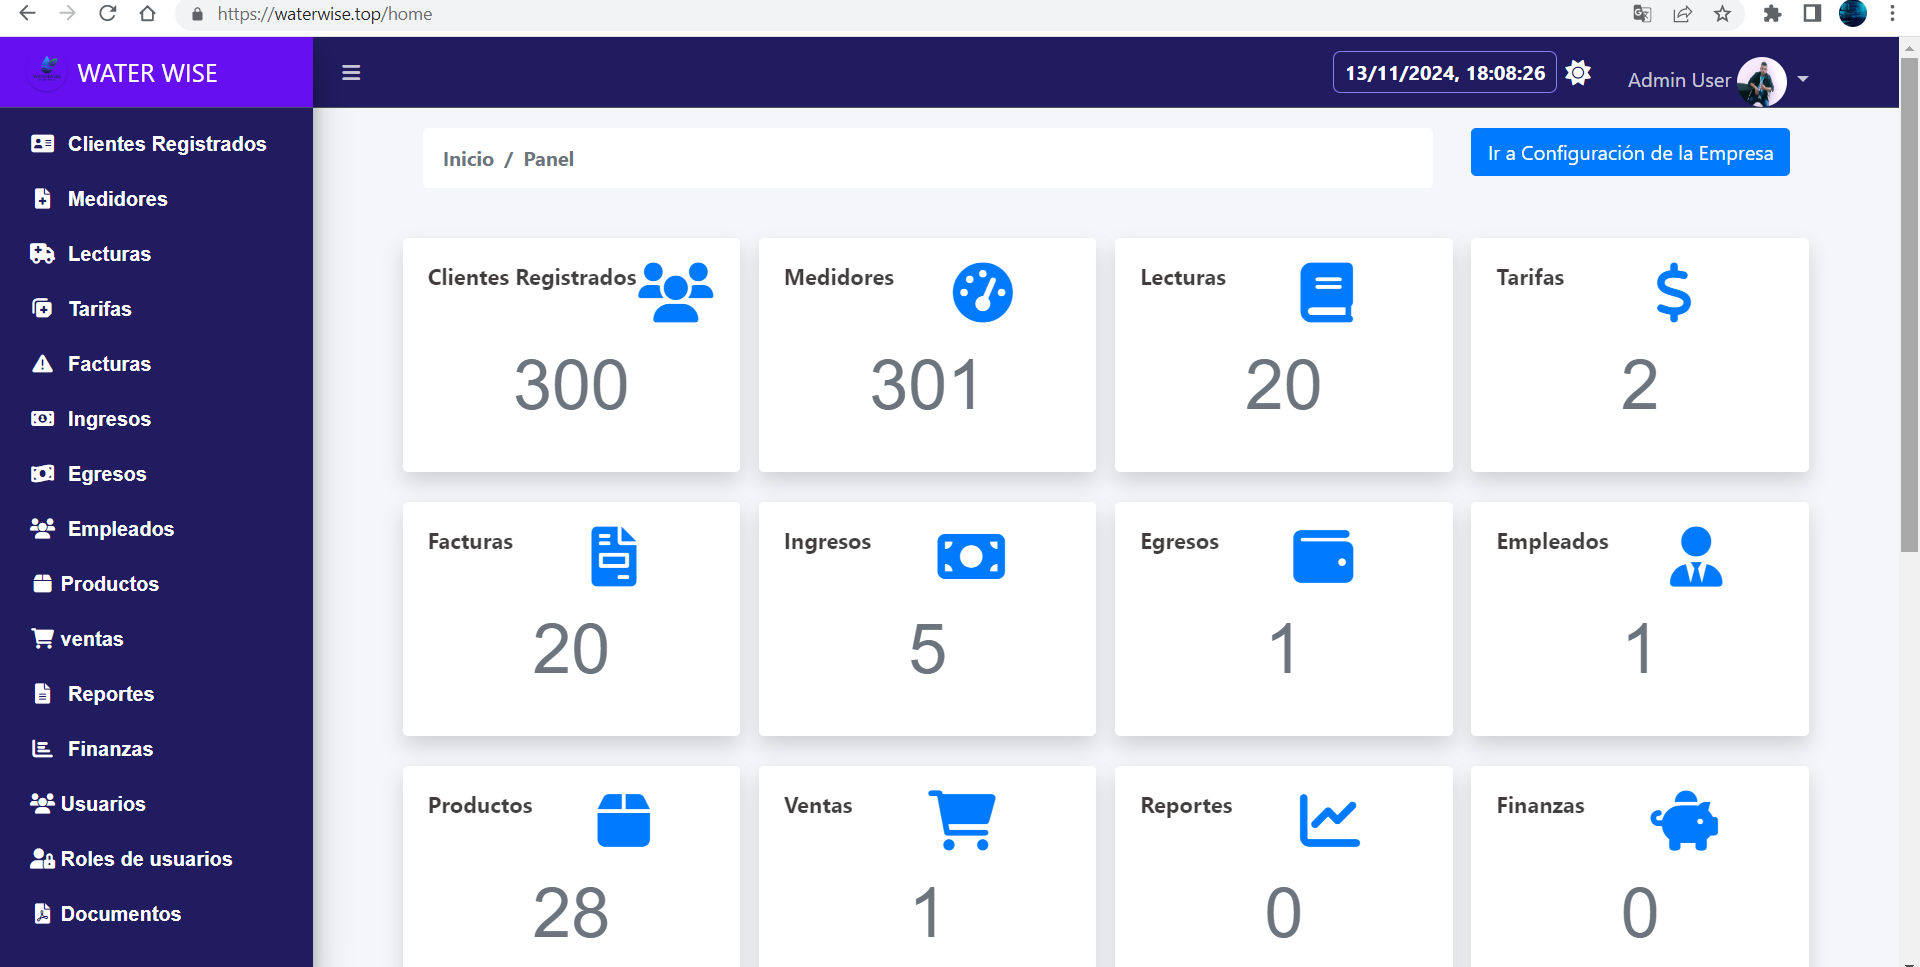 https://waterwise.top/home
WATER WISE
13/11/2024, 18:08:26
Admin User
Clientes Registrados
Medidores
Lecturas
Tarifas
Facturas
Ingresos
Egresos
Empleados
Productos
ventas
Reportes
Finanzas
Usuarios
Roles de usuarios
Documentos
Inicio / Panel
Ir a Configuración de la Empresa
Clientes Registrados
300
Medidores
301
Lecturas
20
Tarifas
2
Facturas
20
Ingresos
5
Egresos
1
Empleados
1
Productos
28
Ventas
1
Reportes
0
Finanzas
0